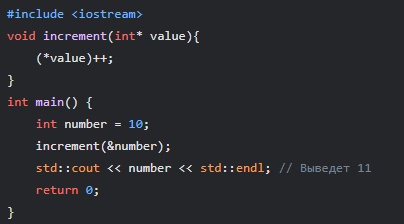 #include <iostream>
void increment(int* value){
    (*value)++;
}
int main() {
    int number = 10;
    increment(&number);
    std::cout << number << std::endl; // Выведет 11
    return 0;
}